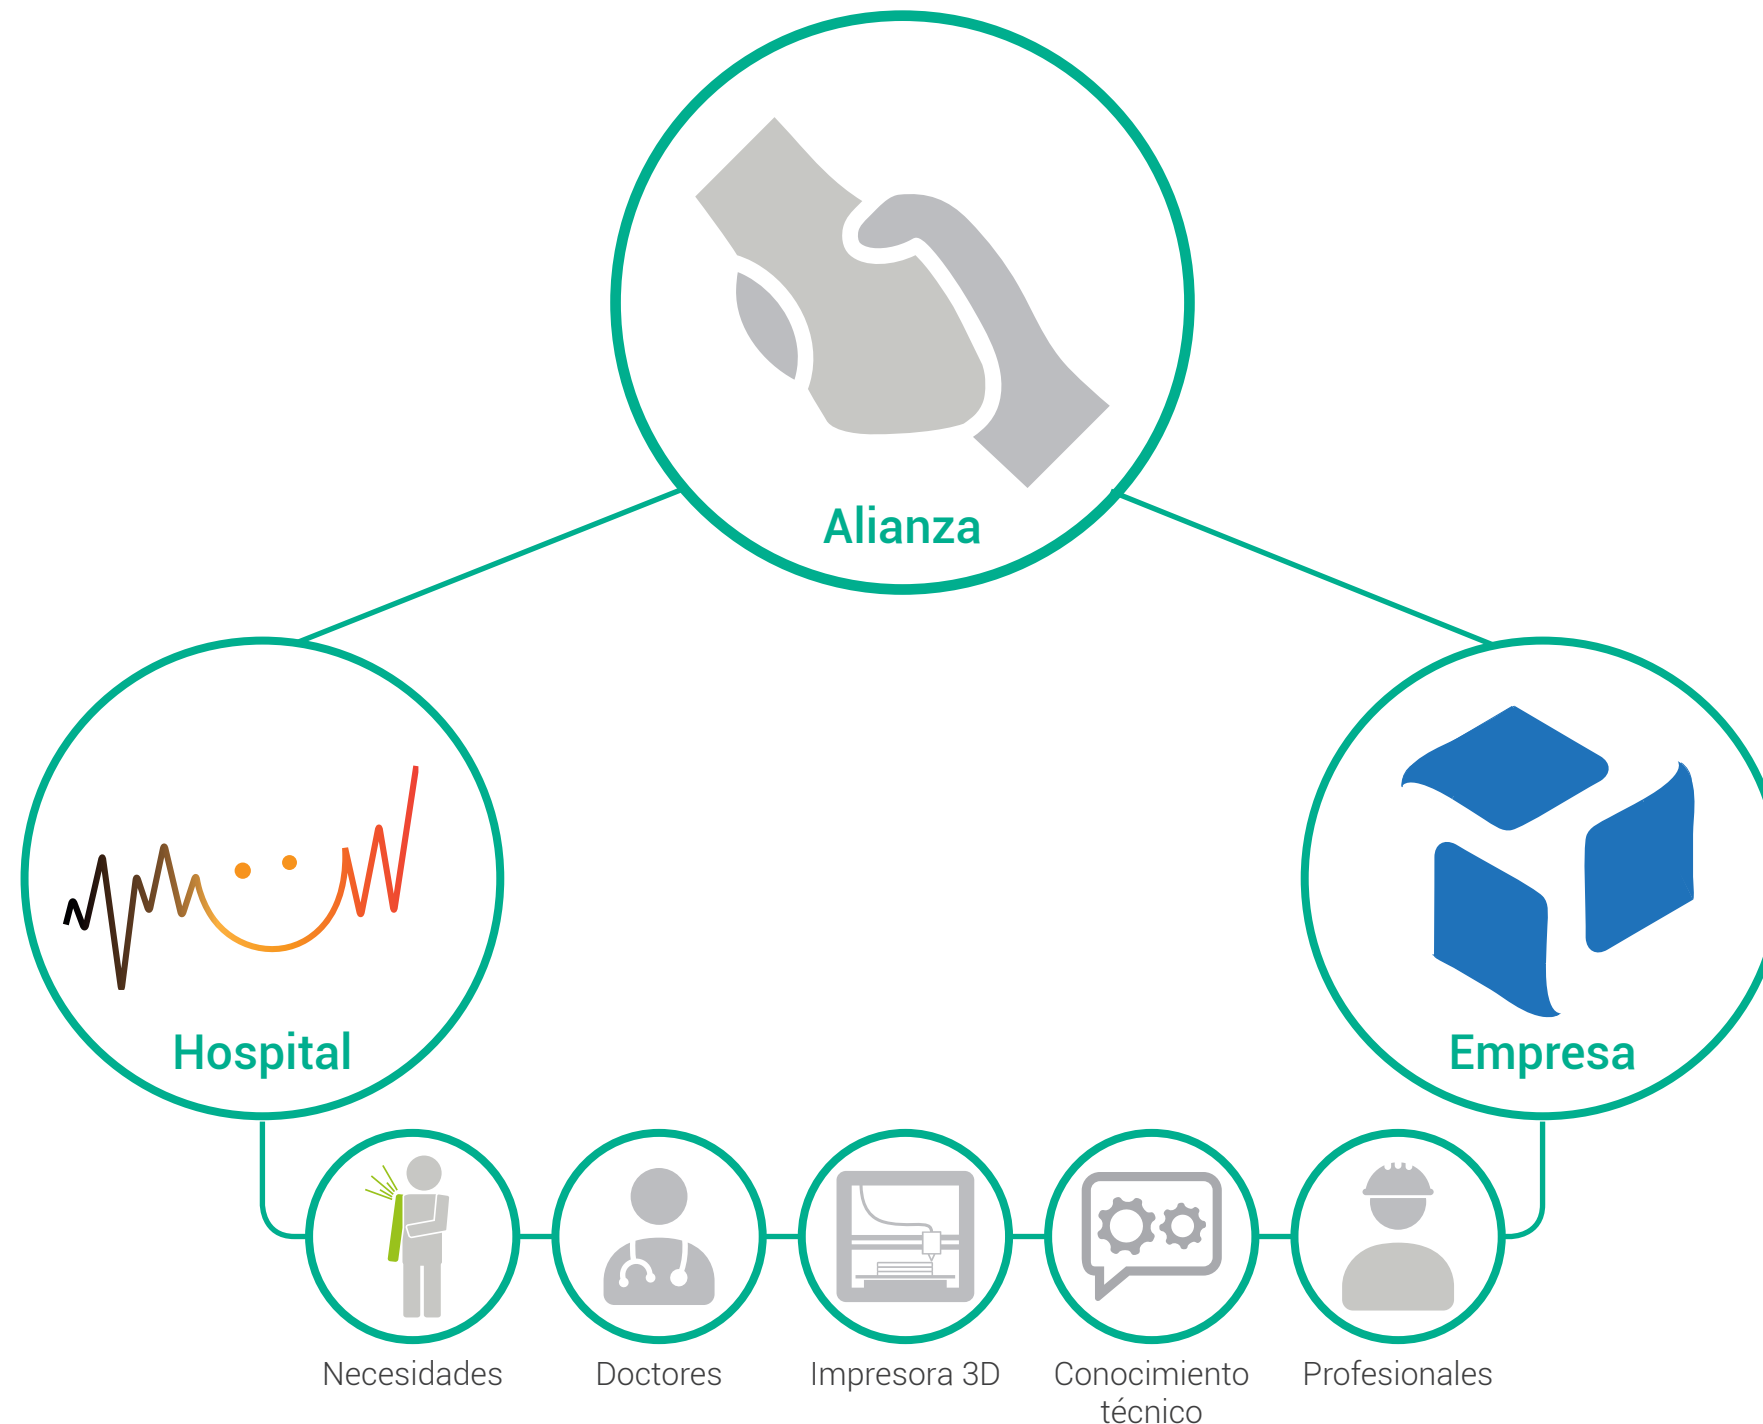 Alianza
Hospital
Empresa
Necesidades
Doctores
Impresora 3D
Conocimiento
técnico
Profesionales